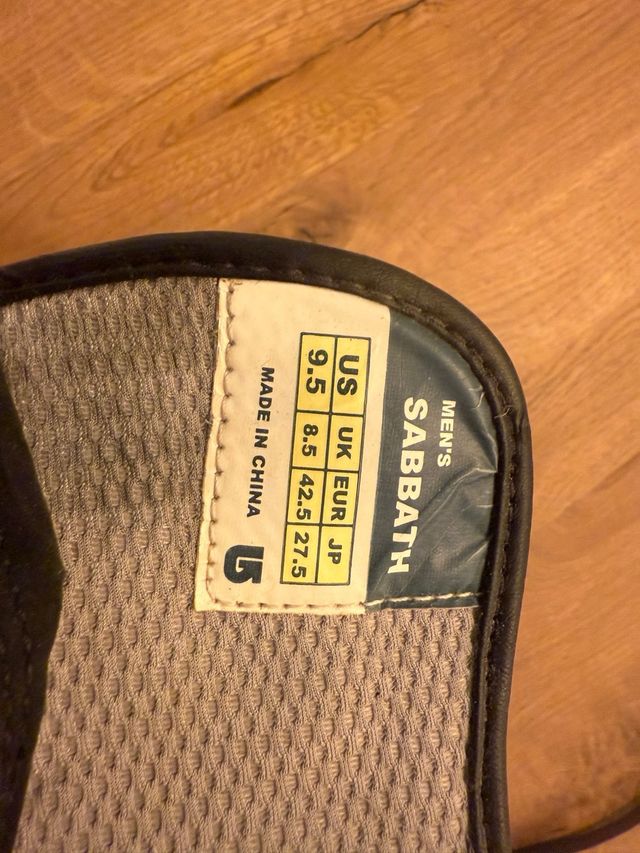 MEN'S
SABBATH
US UK EUR JP
9.5 8.5 42.5 27.5
MADE IN CHINA